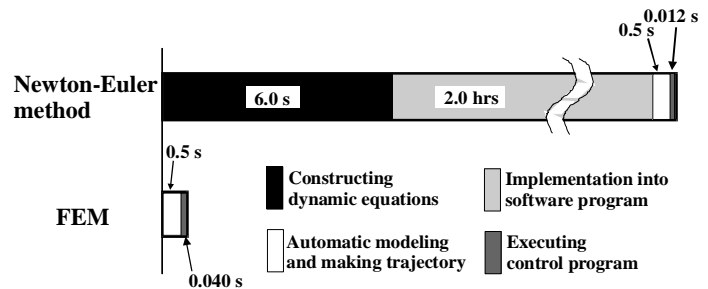 0.012 s
0.5 s
Newton-Euler
method
6.0 s
2.0 hrs
0.5 s
FEM
0.040 s
Constructing
dynamic equations
Implementation into
software program
Automatic modeling
and making trajectory
Executing
control program